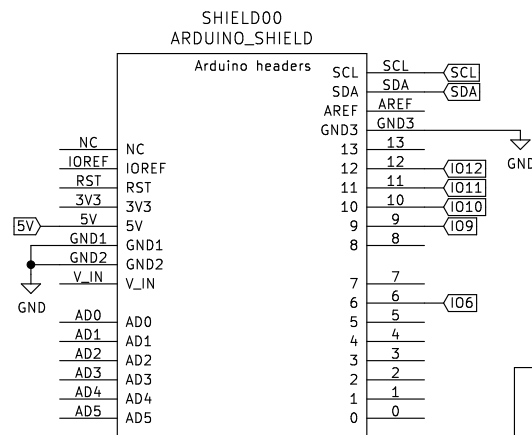 SHIELD00
ARDUINO_SHIELD
Arduino headers
SCL SCL SCL
SDA SDA SDA
AREF AREF
GND3 GND3
GND
NC NC 13 13
IOREF IOREF 12 12 IO12
RST RST 11 11 IO11
3V3 3V3 10 10 IO10
5V 5V 5V 9 9 IO9
GND1 GND1 8 8
GND2 GND2
V_IN V_IN 7 7
GND 6 6 IO6
AD0 AD0 5 5
AD1 AD1 4 4
AD2 AD2 3 3
AD3 AD3 2 2
AD4 AD4 1 1
AD5 AD5 0 0